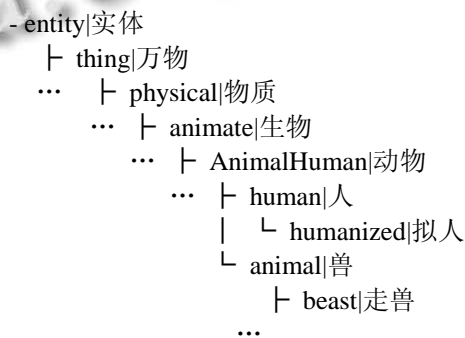 - entity|实体
├ thing|万物
… ├ physical|物质
… ├ animate|生物
… ├ AnimalHuman|动物
… ├ human|人
│ └ humanized|拟人
└ animal|兽
├ beast|走兽
…